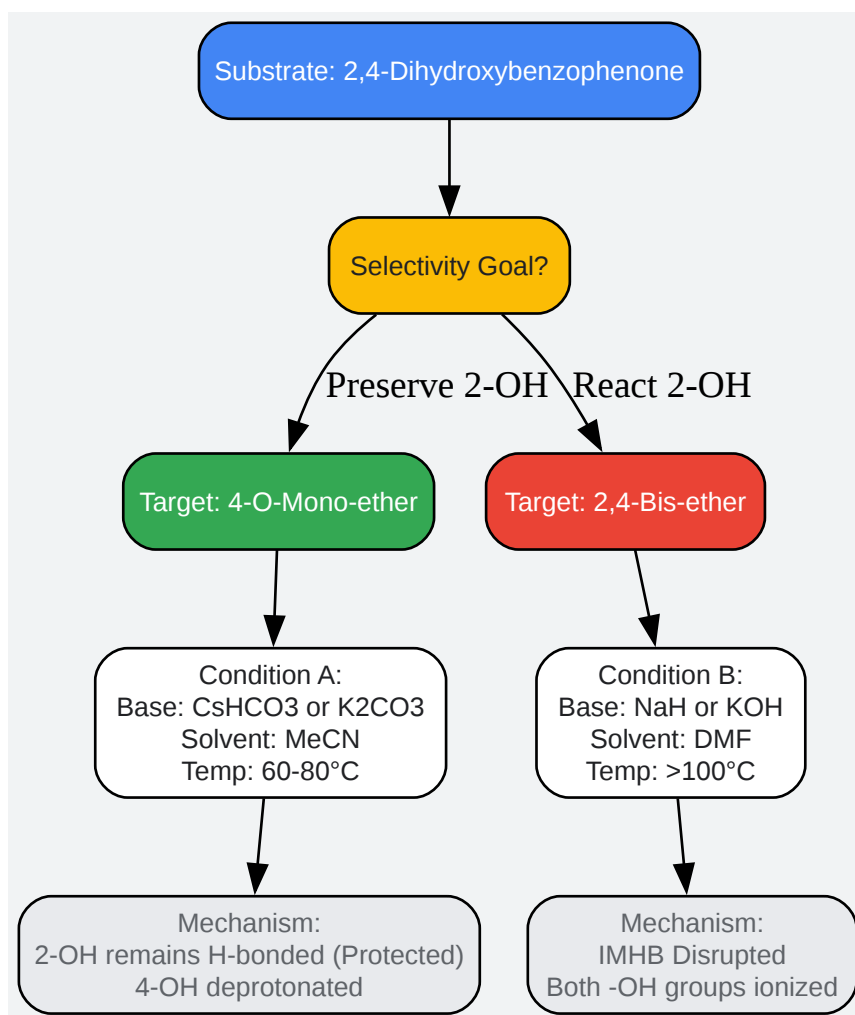 Substrate: 2,4-Dihydroxybenzophenone
Selectivity Goal?
Preserve 2-OH
React 2-OH
Target: 4-O-Mono-ether
Target: 2,4-Bis-ether
Condition A:
Base: CsHCO3 or K2CO3
Solvent: MeCN
Temp: 60-80°C
Condition B:
Base: NaH or KOH
Solvent: DMF
Temp: >100°C
Mechanism:
2-OH remains H-bonded (Protected)
4-OH deprotonated
Mechanism:
IMHB Disrupted
Both -OH groups ionized